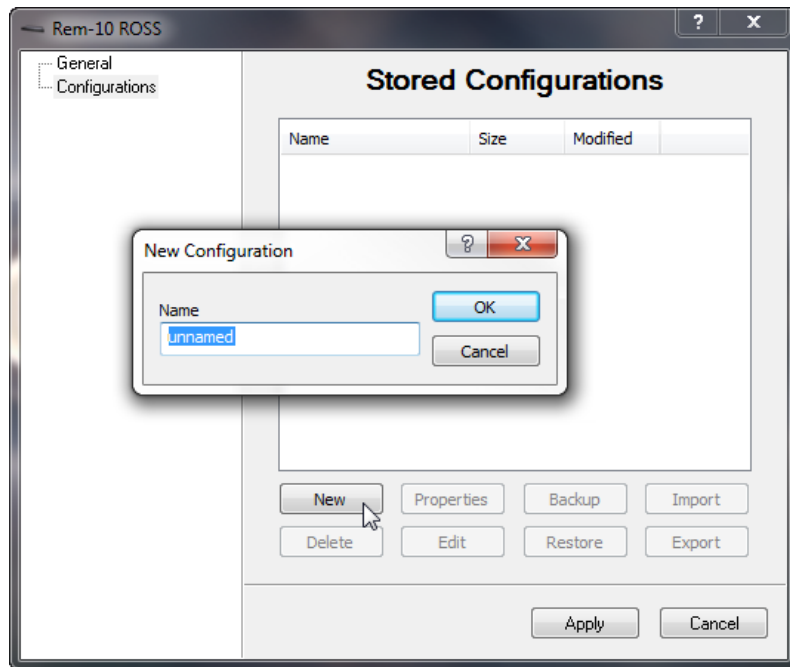 Rem-10 ROSS
General
Configurations
Stored Configurations
Name Size Modified
New Configuration
Name
unnamed
OK
Cancel
New Properties Backup Import
Delete Edit Restore Export
Apply Cancel